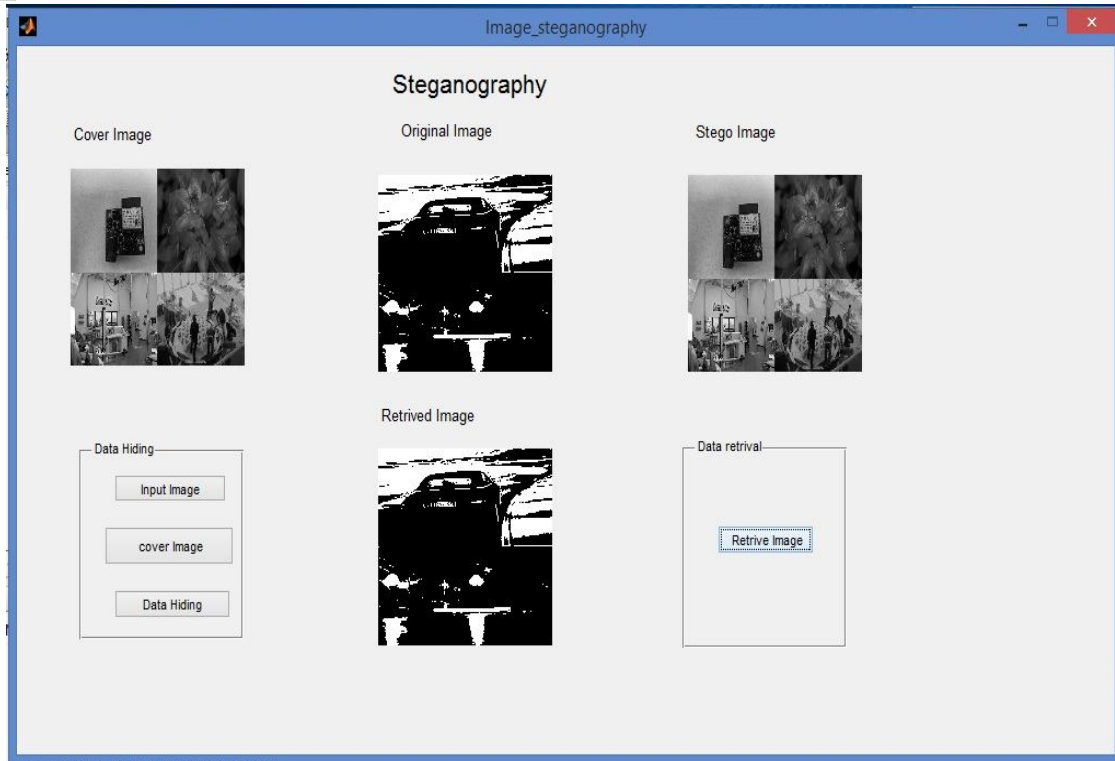 Image_steganography
Steganography
Cover Image
Original Image
Stego Image
Retrived Image
Data Hiding
Input Image
cover Image
Data Hiding
Data retrival
Retrive Image